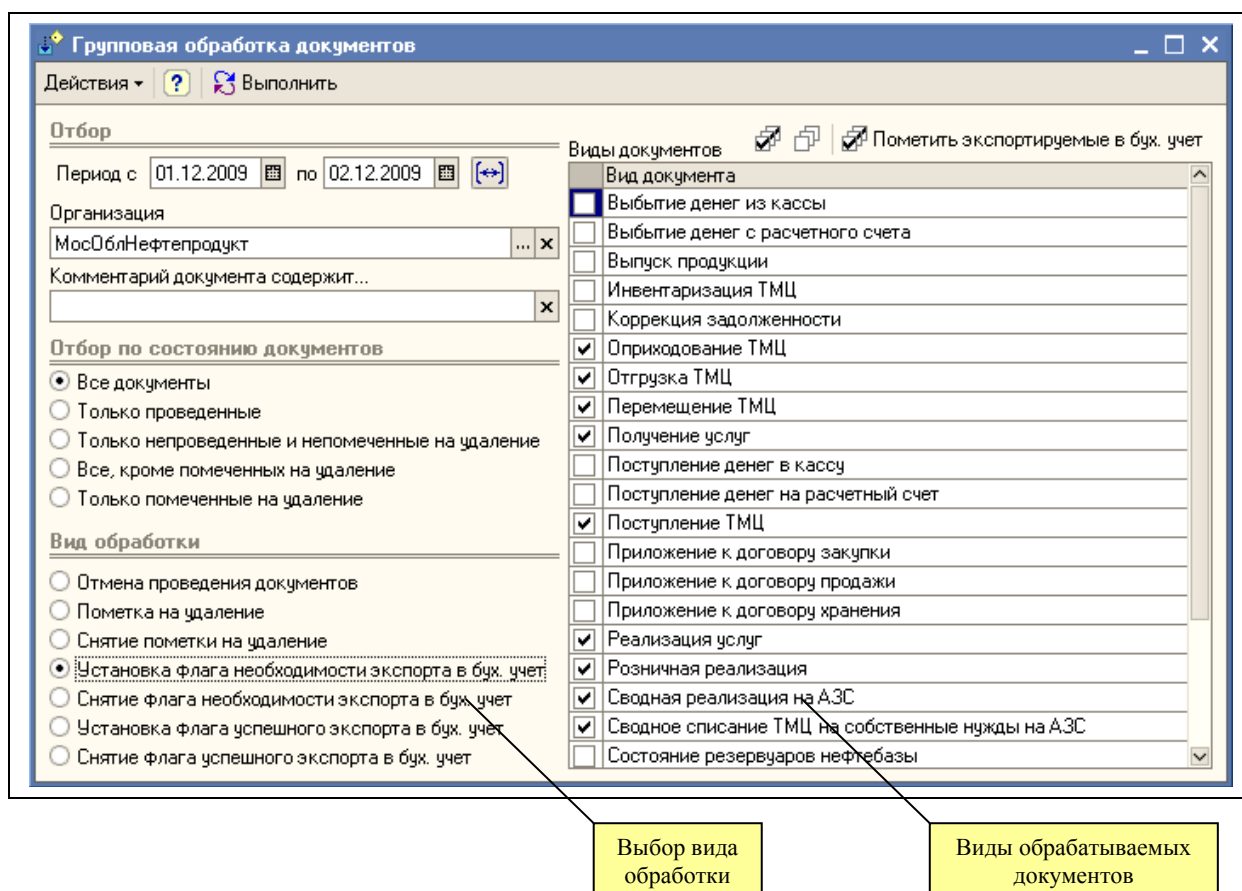 Групповая обработка документов
Действия ? Выполнить
Отбор
Период с 01.12.2009 по 02.12.2009
Организация
МосОблНефтепродукт ... x
Комментарий документа содержит...
x
Отбор по состоянию документов
Все документы
Только проведенные
Только непроведенные и непомеченные на удаление
Все, кроме помеченных на удаление
Только помеченные на удаление
Вид обработки
Отмена проведения документов
Пометка на удаление
Снятие пометки на удаление
Установка флага необходимости экспорта в бух. учет
Снятие флага необходимости экспорта в бух. учет
Установка флага успешного экспорта в бух. учет
Снятие флага успешного экспорта в бух. учет
Виды документов Пометить экспортируемые в бух. учет
Вид документа
Выбытие денег из кассы
Выбытие денег с расчетного счета
Выпуск продукции
Инвентаризация ТМЦ
Коррекция задолженности
Оприходование ТМЦ
Отгрузка ТМЦ
Перемещение ТМЦ
Получение услуг
Поступление денег в кассу
Поступление денег на расчетный счет
Поступление ТМЦ
Приложение к договору закупки
Приложение к договору продажи
Приложение к договору хранения
Реализация услуг
Розничная реализация
Сводная реализация на АЗС
Сводное списание ТМЦ на собственные нужды на АЗС
Состояние резервуаров нефтебазы
Выбор вида
обработки
Виды обрабатываемых
документов